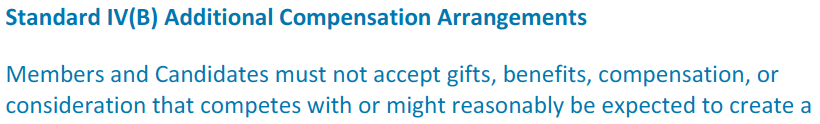 Standard IV(B) Additional Compensation Arrangements
Members and Candidates must not accept gifts, benefits, compensation, or
consideration that competes with or might reasonably be expected to create a